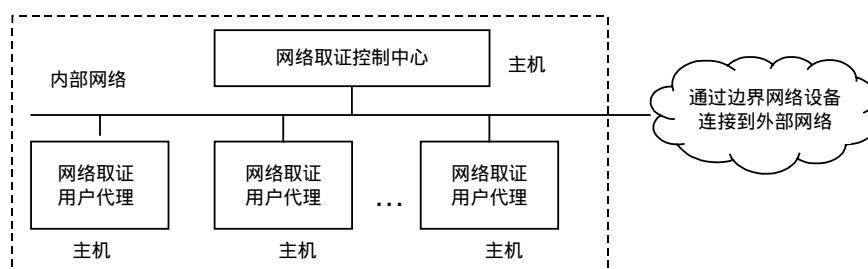 网络取证控制中心
主机
内部网络
通过边界网络设备
连接到外部网络
网络取证
用户代理
网络取证
用户代理
...
网络取证
用户代理
主机
主机
主机